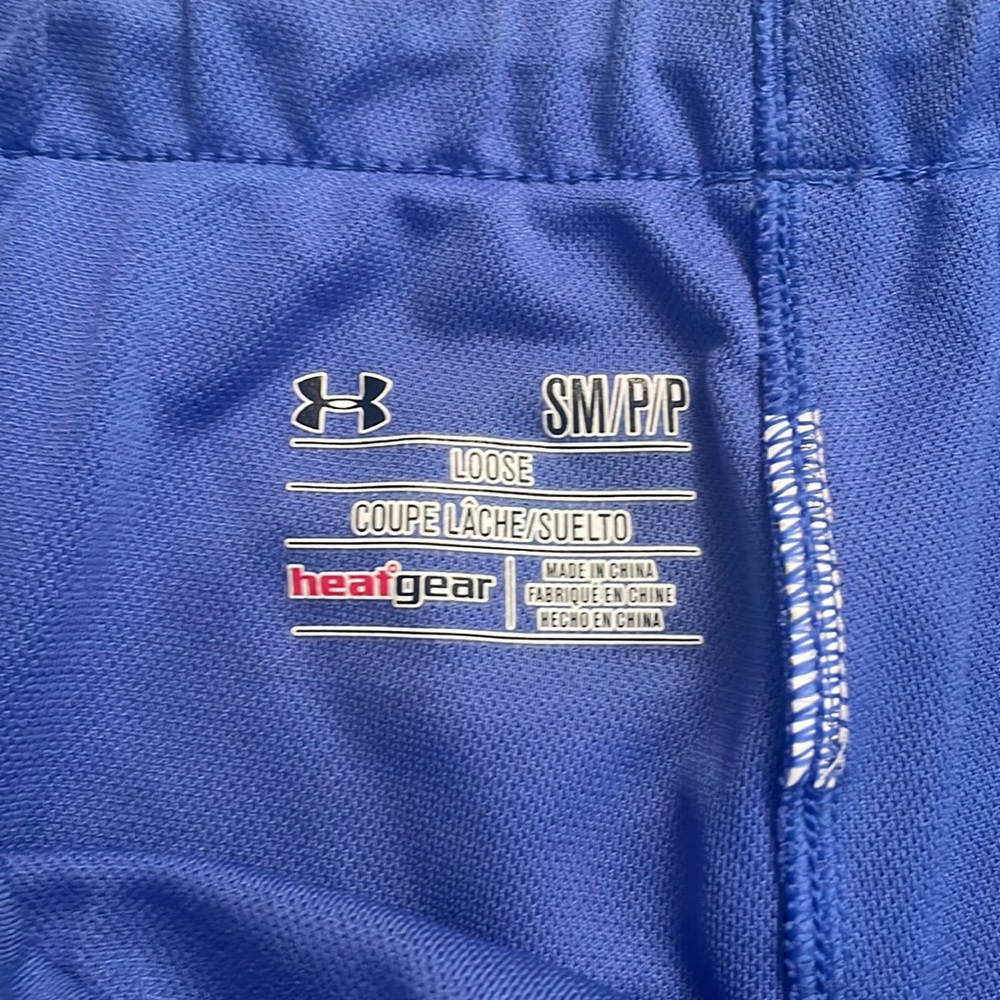 SM/P/P
LOOSE
COUPE LÂCHE/SUELTO
heatgear
MADE IN CHINA
FABRIQUÉ EN CHINE
HECHO EN CHINA